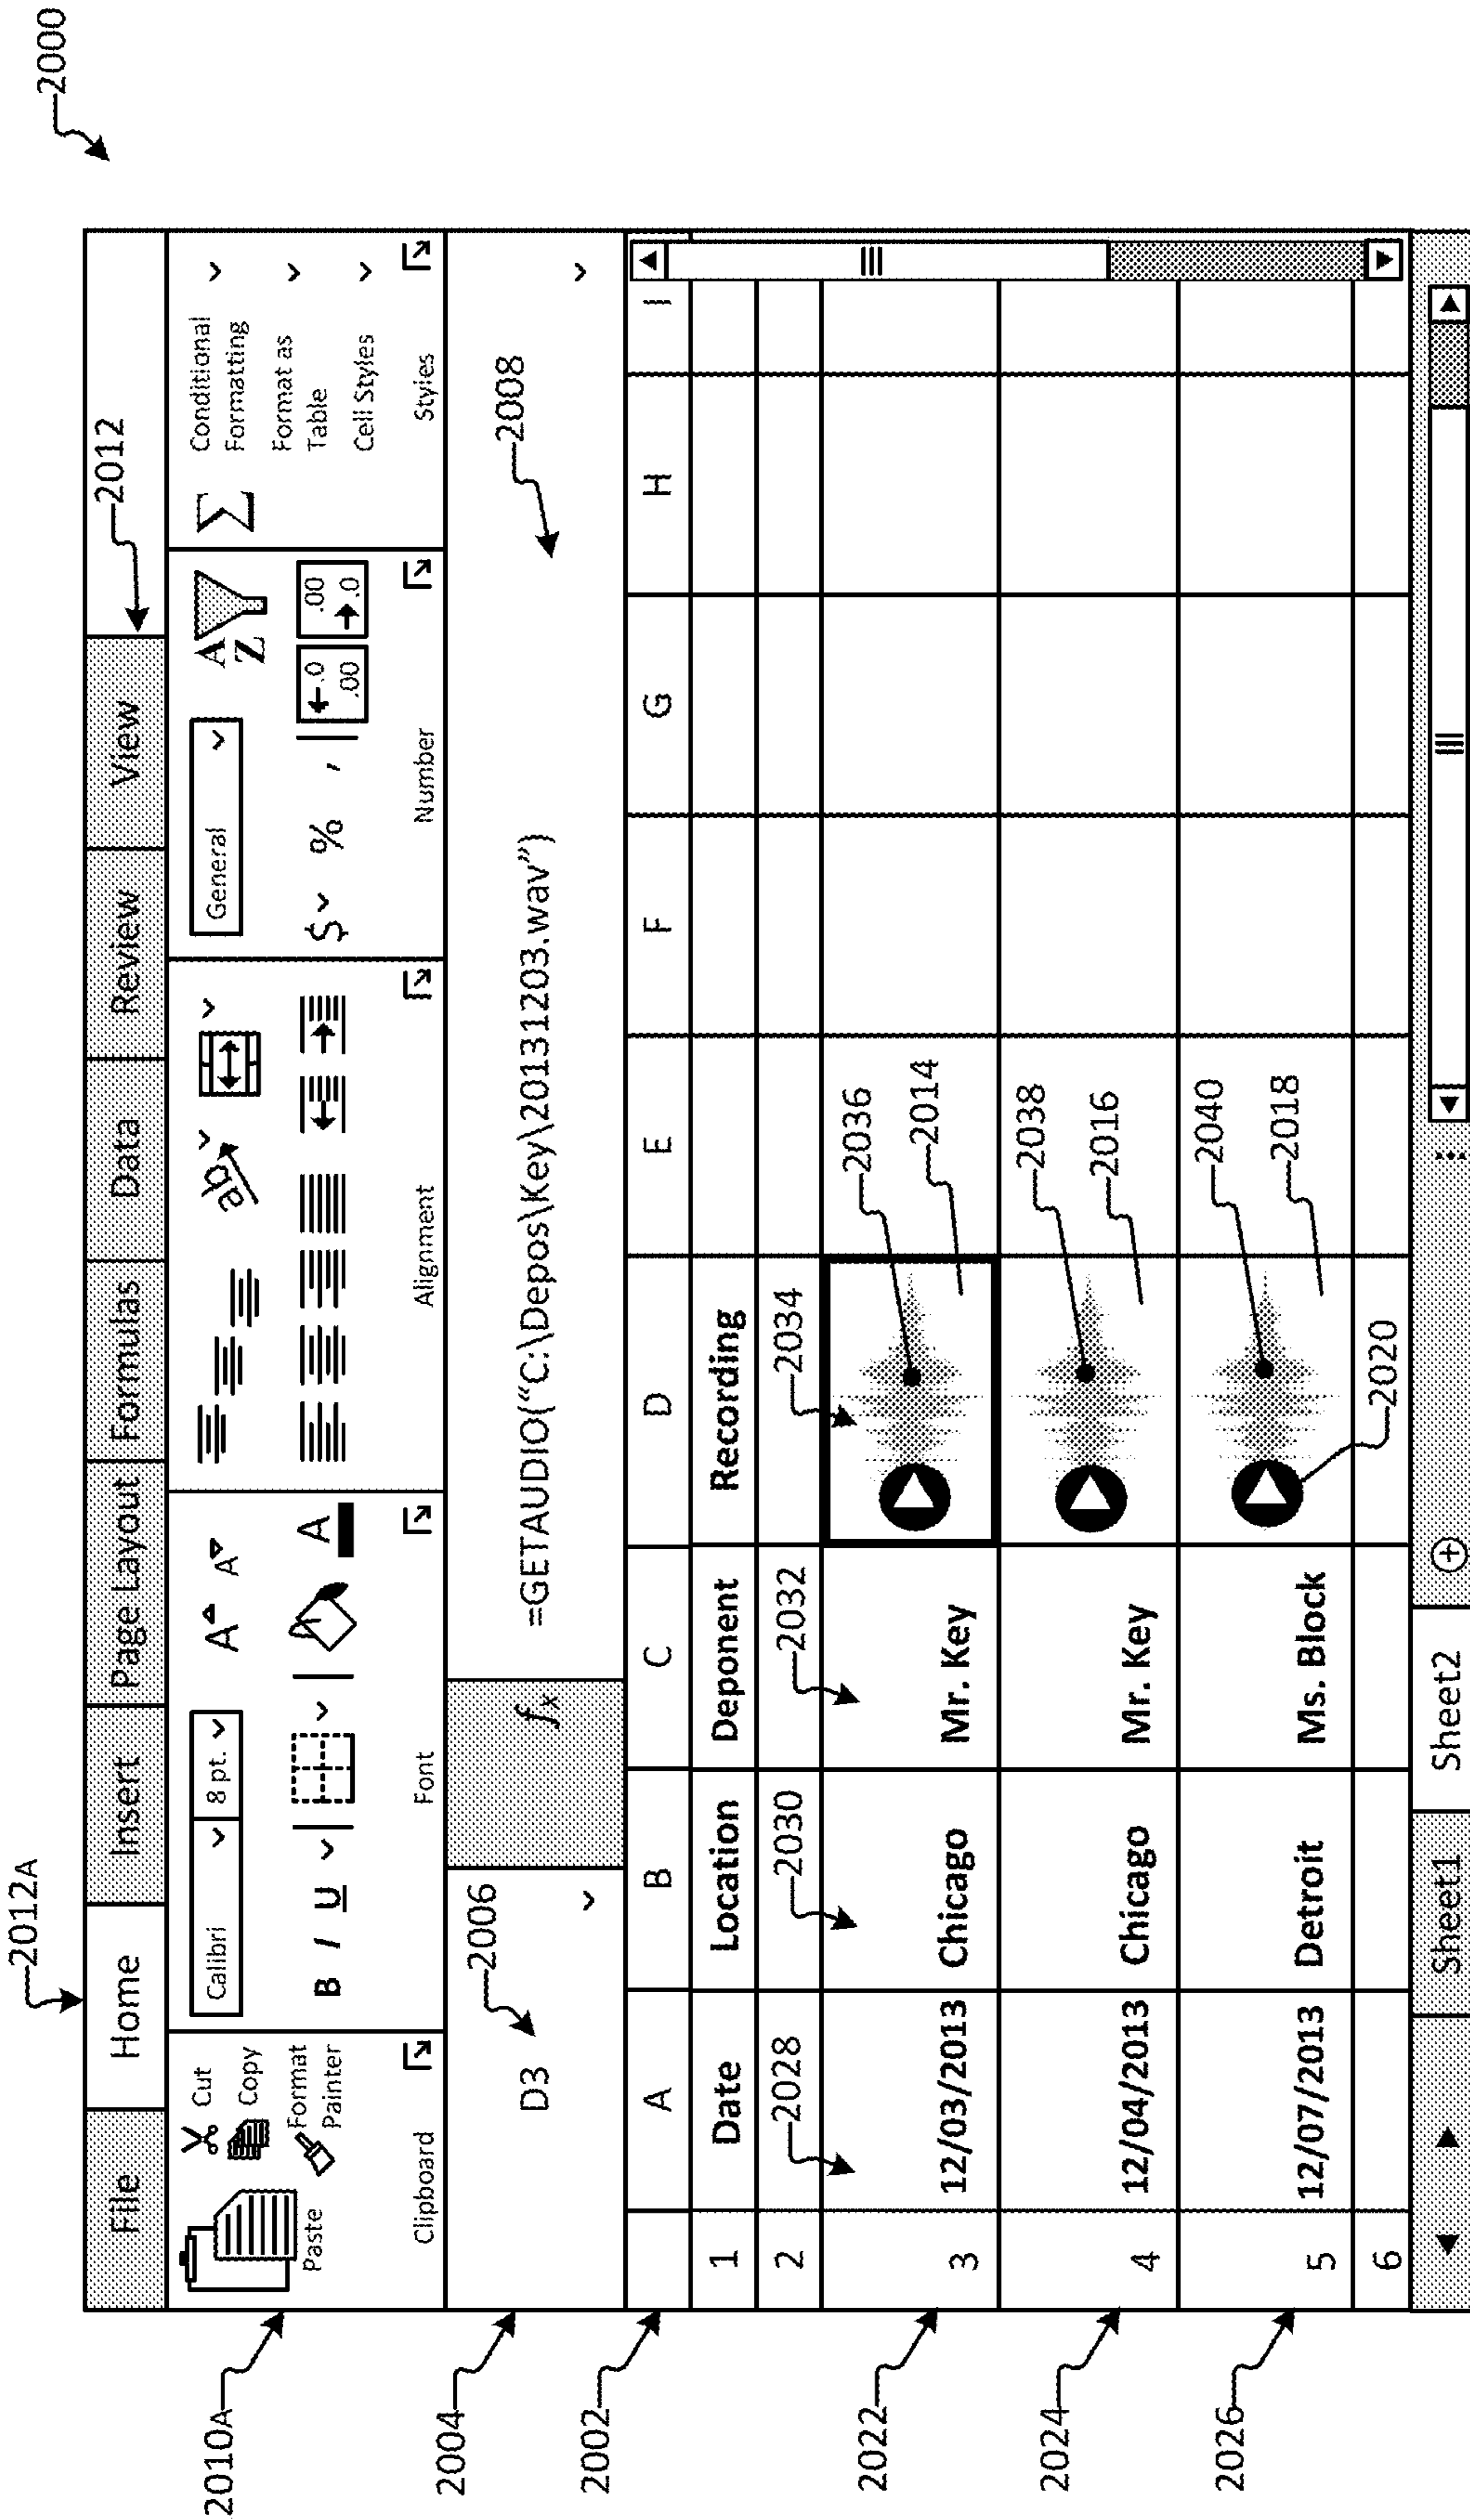 2000
2012A
2012
File Home Insert Page Layout Formulas Data Review View
2010A
Paste
Cut
Copy
Format
Painter
Clipboard
Calibri 8 pt. A A
B I U A
Font
ab
Alignment
General A
Z
$ % , .0 .00
.00 .0
Number
Σ
Conditional
Formatting
Format as
Table
Cell Styles
Styles
2004
D3
2006
fx
=GETAUDIO("C:\Depos\Key\20131203.wav")
2008
2002
A B C D E F G H I
1 Date Location Deponent Recording
2 2028 2030 2032 2034
2022
3 12/03/2013 Chicago Mr. Key
2036
2014
2024
4 12/04/2013 Chicago Mr. Key
2038
2016
2026
5 12/07/2013 Detroit Ms. Block
2040
2018
6 2020
Sheet1 Sheet2